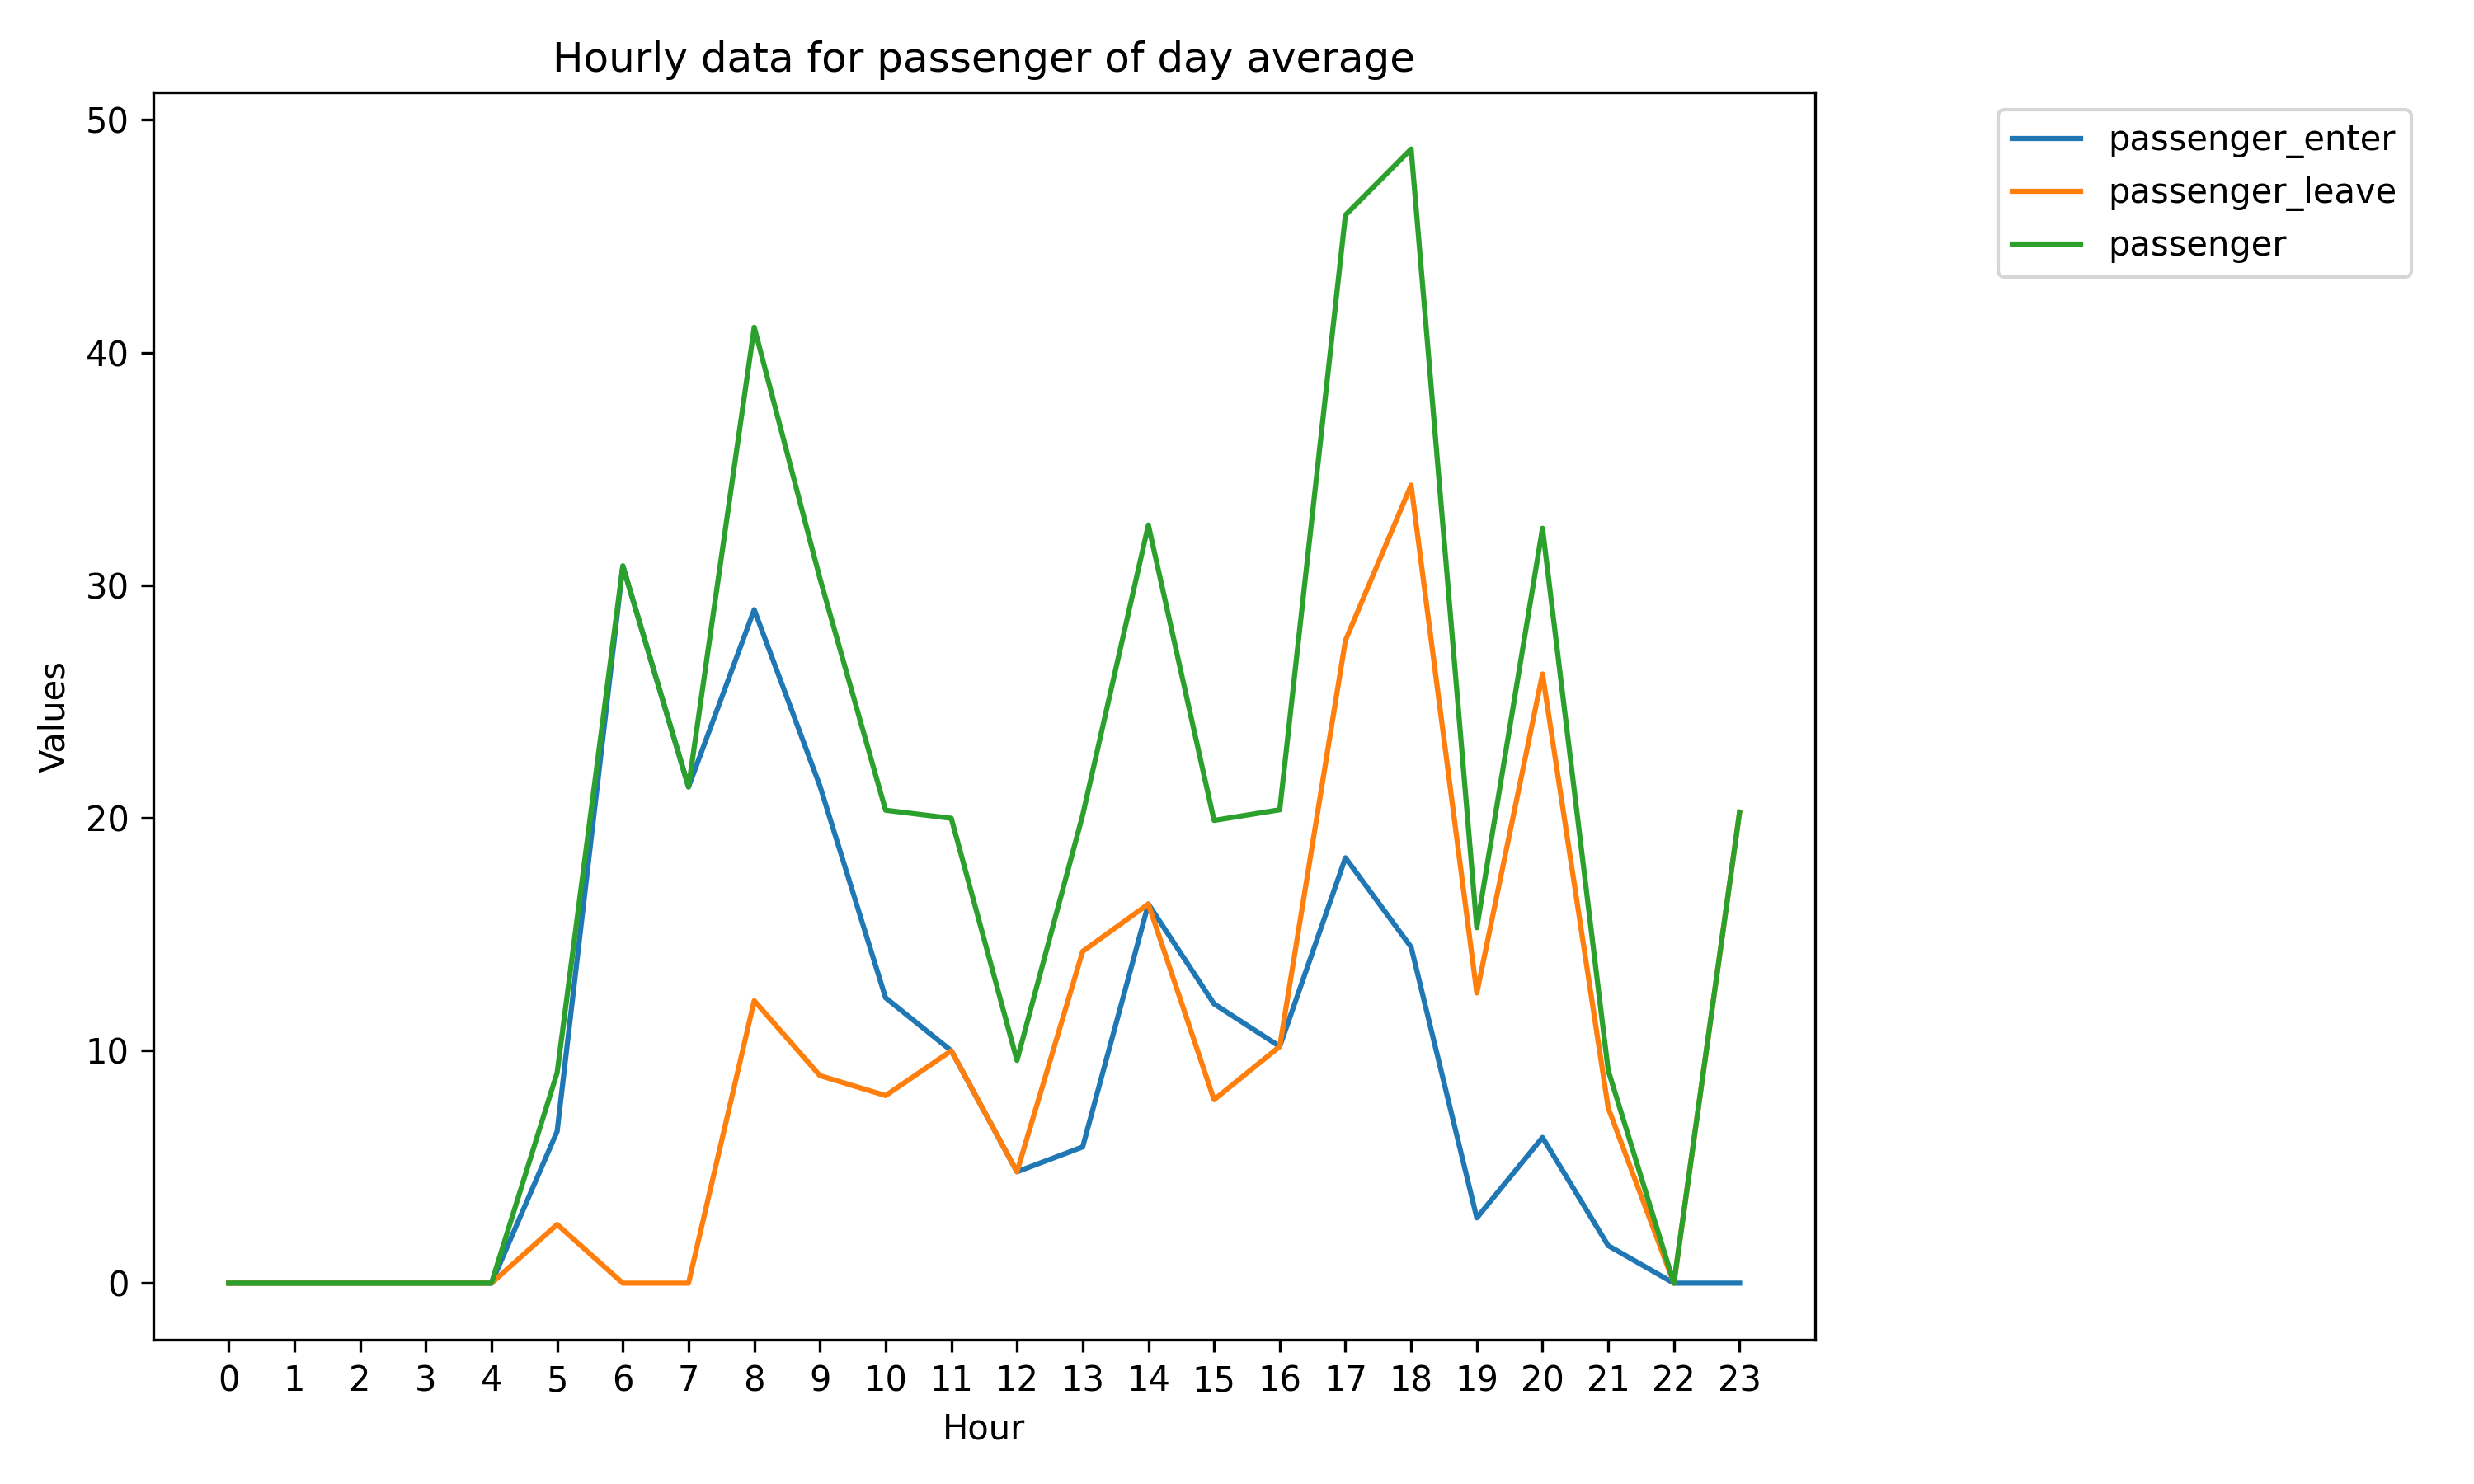 Hourly data for passenger of day average
passenger_enter
passenger_leave
passenger
50
40
30
20
10
0
Values
0 1 2 3 4 5 6 7 8 9 10 11 12 13 14 15 16 17 18 19 20 21 22 23
Hour